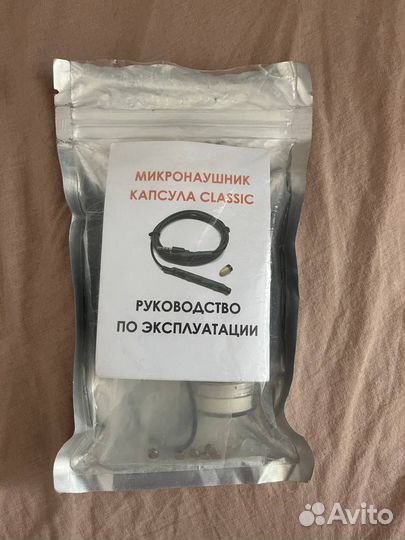 МИКРОНАУШНИК
КАПСУЛА CLASSIC
РУКОВОДСТВО
ПО ЭКСПЛУАТАЦИИ
Avito